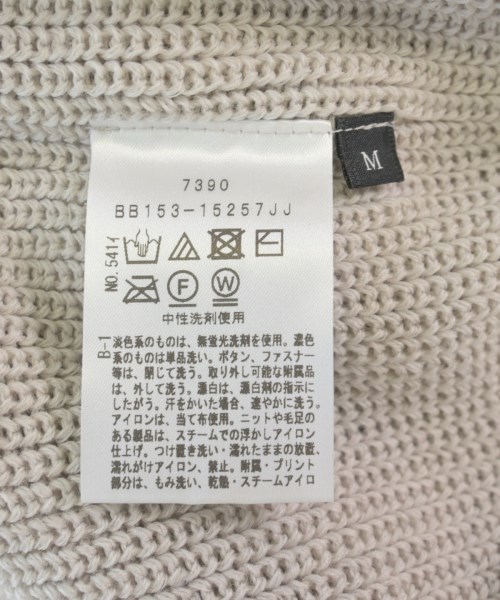 M
7390
BB153-15257JJ
NO.5414
F
W
中性洗剤使用
B-1
淡色系のものは、無蛍光洗剤を使用。濃色
系のものは単品洗い。ボタン、ファスナー
等は、閉じて洗う。取り外し可能な附属品
は、外して洗う。漂白は、漂白剤の指示に
したがう。汗をかいた場合、速やかに洗う。
アイロンは、当て布使用。ニットや毛足の
ある製品は、スチームでの浮かしアイロン
仕上げ。つけ置き洗い・濡れたままの放置、
濡れがけアイロン、禁止。附属・プリント
部分は、もみ洗い、乾熱・スチームアイロ